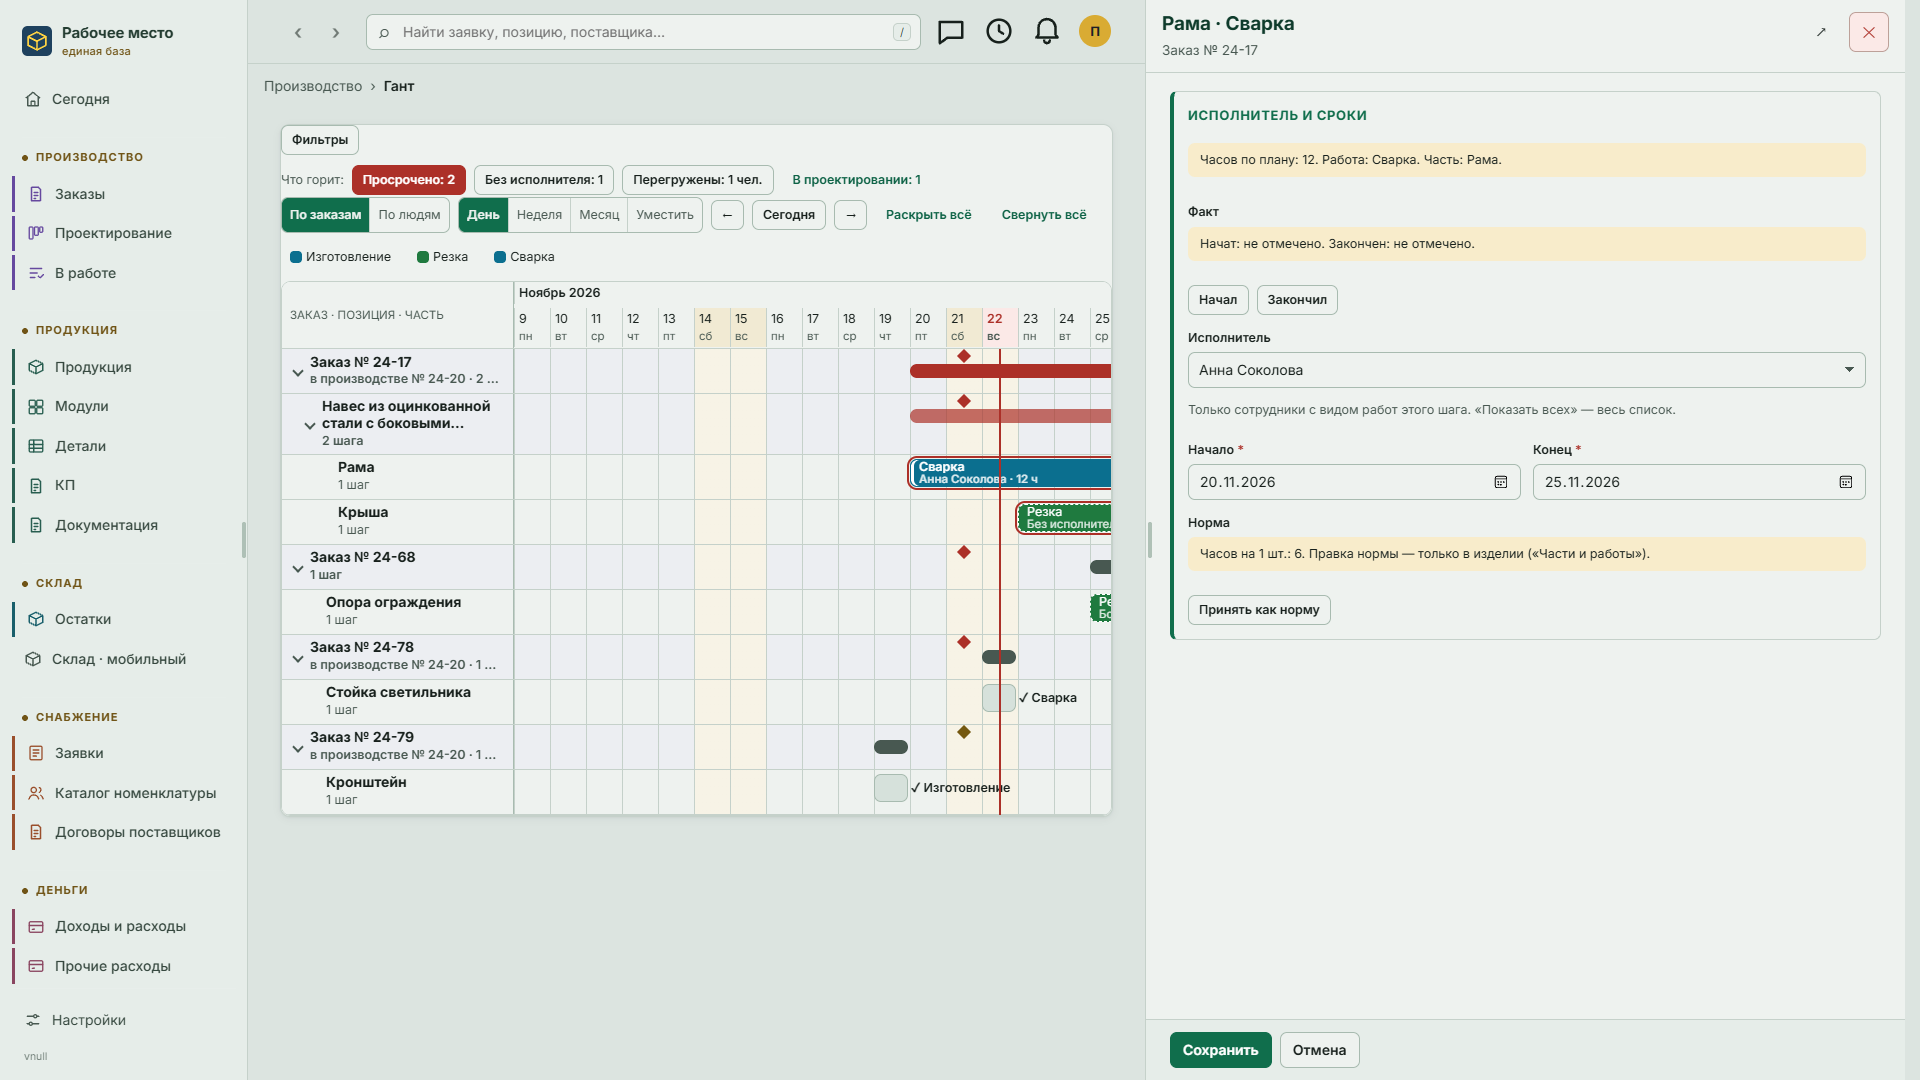 Рабочее место
единая база
Сегодня
ПРОИЗВОДСТВО
Заказы
Проектирование
В работе
ПРОДУКЦИЯ
Продукция
Модули
Детали
КП
Документация
СКЛАД
Остатки
Склад · мобильный
СНАБЖЕНИЕ
Заявки
Каталог номенклатуры
Договоры поставщиков
ДЕНЬГИ
Доходы и расходы
Прочие расходы
Настройки
vnull
Найти заявку, позицию, поставщика...
/
П
Производство › Гант
Фильтры
Что горит: Просрочено: 2 Без исполнителя: 1 Перегружены: 1 чел. В проектировании: 1
По заказам По людям День Неделя Месяц Уместить ← Сегодня → Раскрыть всё Свернуть всё
Изготовление Резка Сварка
ЗАКАЗ · ПОЗИЦИЯ · ЧАСТЬ
Ноябрь 2026
9 10 11 12 13 14 15 16 17 18 19 20 21 22 23 24 25
пн вт ср чт пт сб вс пн вт ср чт пт сб вс пн вт ср
Заказ № 24-17
в производстве № 24-20 · 2 ...
Навес из оцинкованной
стали с боковыми...
2 шага
Рама
1 шаг
Сварка
Анна Соколова · 12 ч
Крыша
1 шаг
Резка
Без исполнител
Заказ № 24-68
1 шаг
Опора ограждения
1 шаг
Ре
Бе
Заказ № 24-78
в производстве № 24-20 · 1 ...
Стойка светильника
1 шаг
✓ Сварка
Заказ № 24-79
в производстве № 24-20 · 1 ...
Кронштейн
1 шаг
✓ Изготовление
Рама · Сварка
Заказ № 24-17
ИСПОЛНИТЕЛЬ И СРОКИ
Часов по плану: 12. Работа: Сварка. Часть: Рама.
Факт
Начат: не отмечено. Закончен: не отмечено.
Начал Закончил
Исполнитель
Анна Соколова
Только сотрудники с видом работ этого шага. «Показать всех» — весь список.
Начало * Конец *
20.11.2026 25.11.2026
Норма
Часов на 1 шт.: 6. Правка нормы — только в изделии («Части и работы»).
Принять как норму
Сохранить Отмена